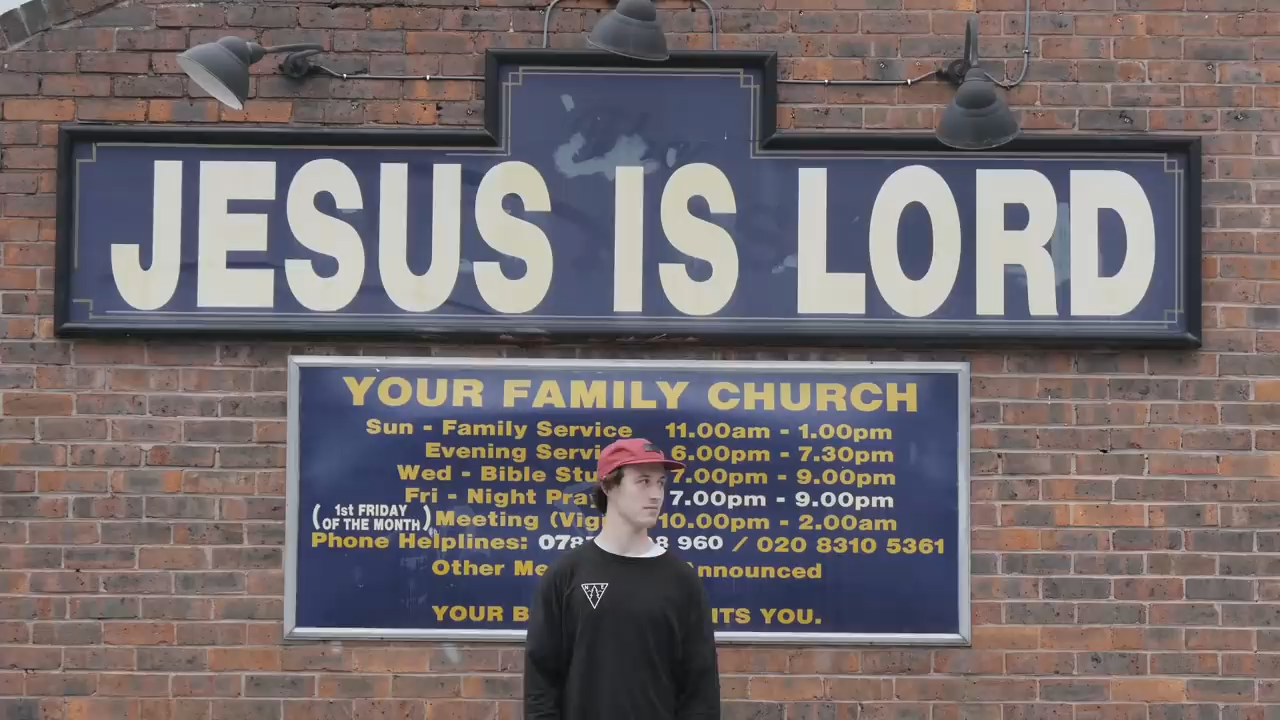 JESUS IS LORD
YOUR FAMILY CHURCH
Sun - Family Service 11.00am - 1.00pm
Evening 6.00pm - 7.30pm
Wed - Bible 7.00pm - 9.00pm
Fri - Night 7.00pm - 9.00pm
(1st FRIDAY
OF THE MONTH)
Meeting 10.00pm - 2.00am
Phone Helplines: 960 / 020 8310 5361
Other
YOUR YOU.